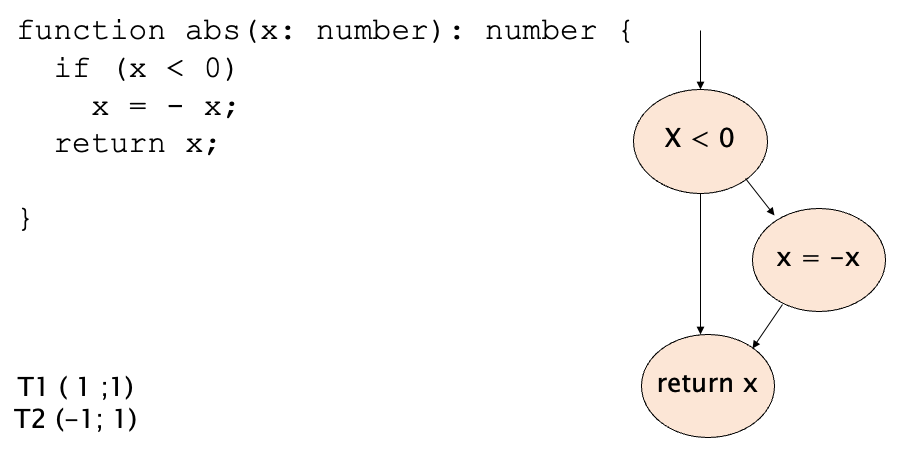 function abs(x: number): number {
if (x < 0)
x = - x;
return x;
}
X < 0
x = -x
return x
T1 ( 1 ;1)
T2 (-1; 1)